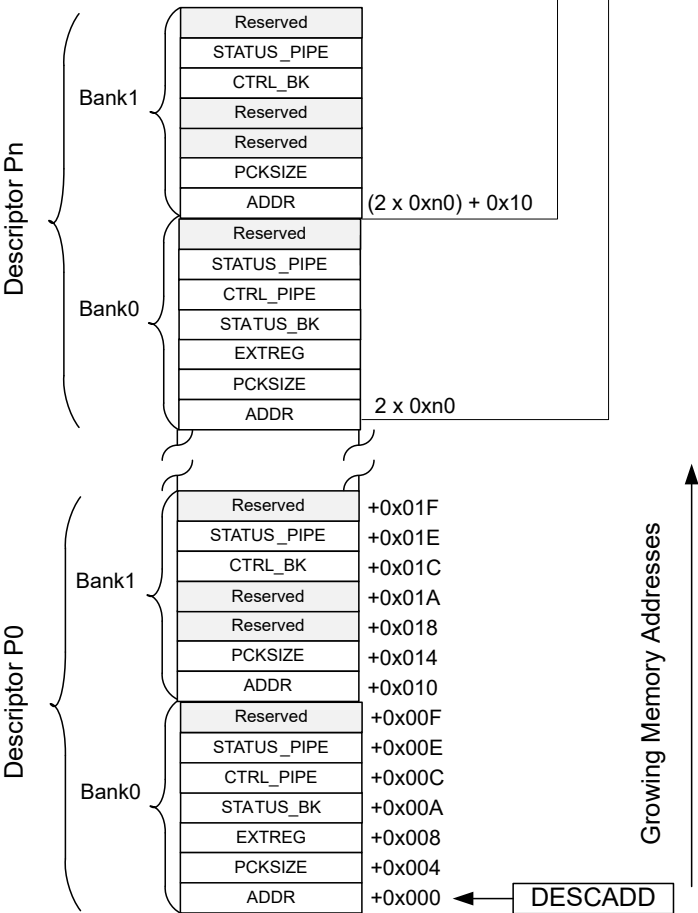 Descriptor Pn
Bank1
Reserved
STATUS_PIPE
CTRL_BK
Reserved
Reserved
PCKSIZE
ADDR (2 x 0xn0) + 0x10
Bank0
Reserved
STATUS_PIPE
CTRL_PIPE
STATUS_BK
EXTREG
PCKSIZE
ADDR 2 x 0xn0
Descriptor P0
Bank1
Reserved +0x01F
STATUS_PIPE +0x01E
CTRL_BK +0x01C
Reserved +0x01A
Reserved +0x018
PCKSIZE +0x014
ADDR +0x010
Bank0
Reserved +0x00F
STATUS_PIPE +0x00E
CTRL_PIPE +0x00C
STATUS_BK +0x00A
EXTREG +0x008
PCKSIZE +0x004
ADDR +0x000 DESCADD
Growing Memory Addresses